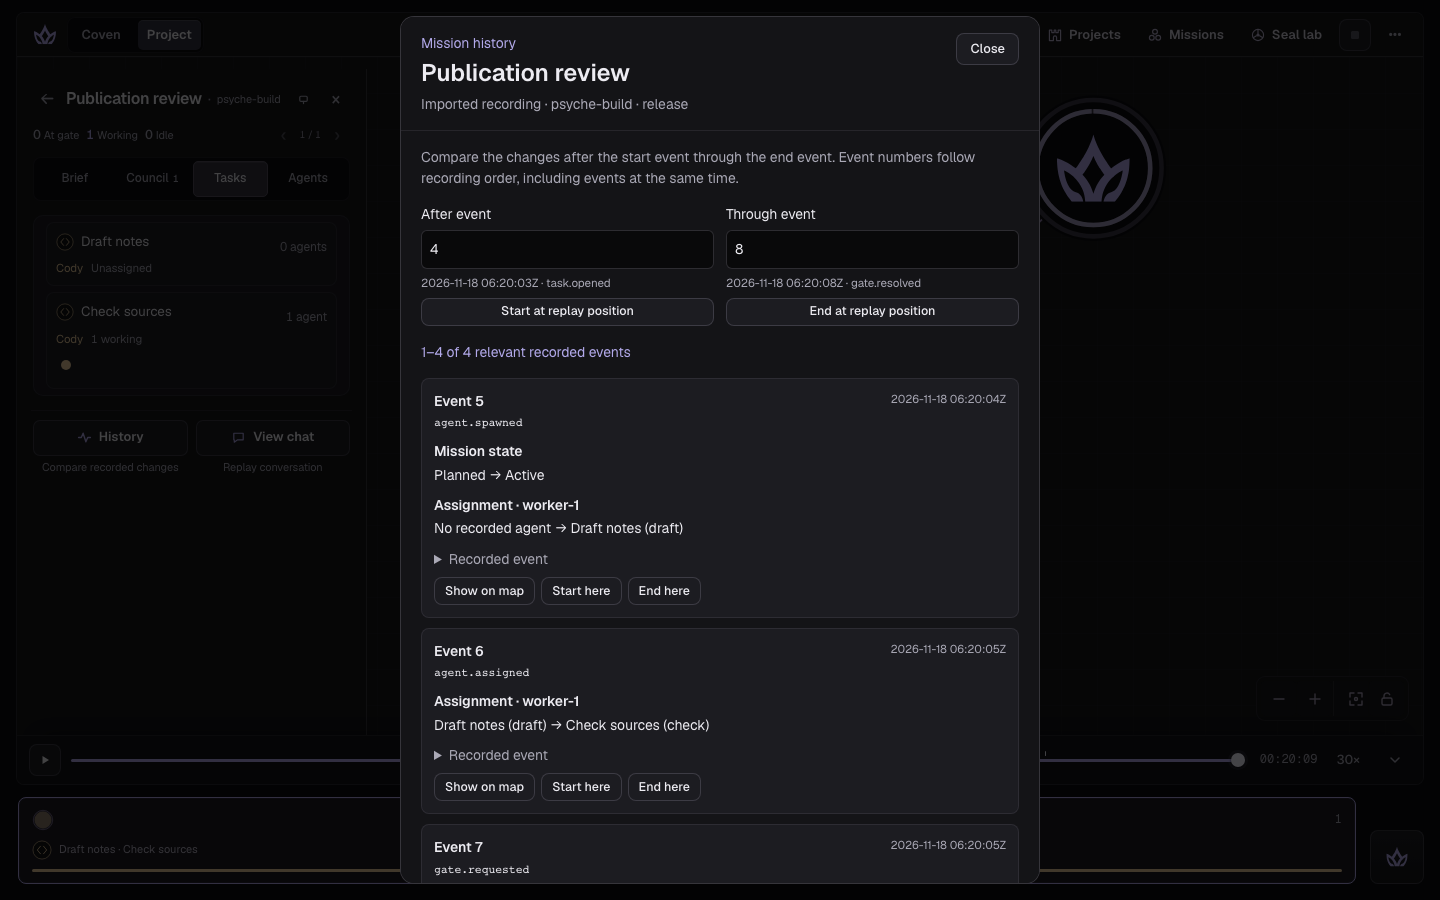 Coven
Project
Projects
Missions
Seal lab
Publication review · psyche-build
0 At gate 1 Working 0 Idle
1 / 1
Brief
Council 1
Tasks
Agents
Draft notes
0 agents
Cody Unassigned
Check sources
1 agent
Cody 1 working
History
View chat
Compare recorded changes
Replay conversation
Mission history
Close
Publication review
Imported recording · psyche-build · release
Compare the changes after the start event through the end event. Event numbers follow
recording order, including events at the same time.
After event
Through event
4
8
2026-11-18 06:20:03Z · task.opened
2026-11-18 06:20:08Z · gate.resolved
Start at replay position
End at replay position
1–4 of 4 relevant recorded events
Event 5
2026-11-18 06:20:04Z
agent.spawned
Mission state
Planned → Active
Assignment · worker-1
No recorded agent → Draft notes (draft)
Recorded event
Show on map
Start here
End here
Event 6
2026-11-18 06:20:05Z
agent.assigned
Assignment · worker-1
Draft notes (draft) → Check sources (check)
Recorded event
Show on map
Start here
End here
Event 7
2026-11-18 06:20:05Z
gate.requested
00:20:09
30×
1
Draft notes · Check sources